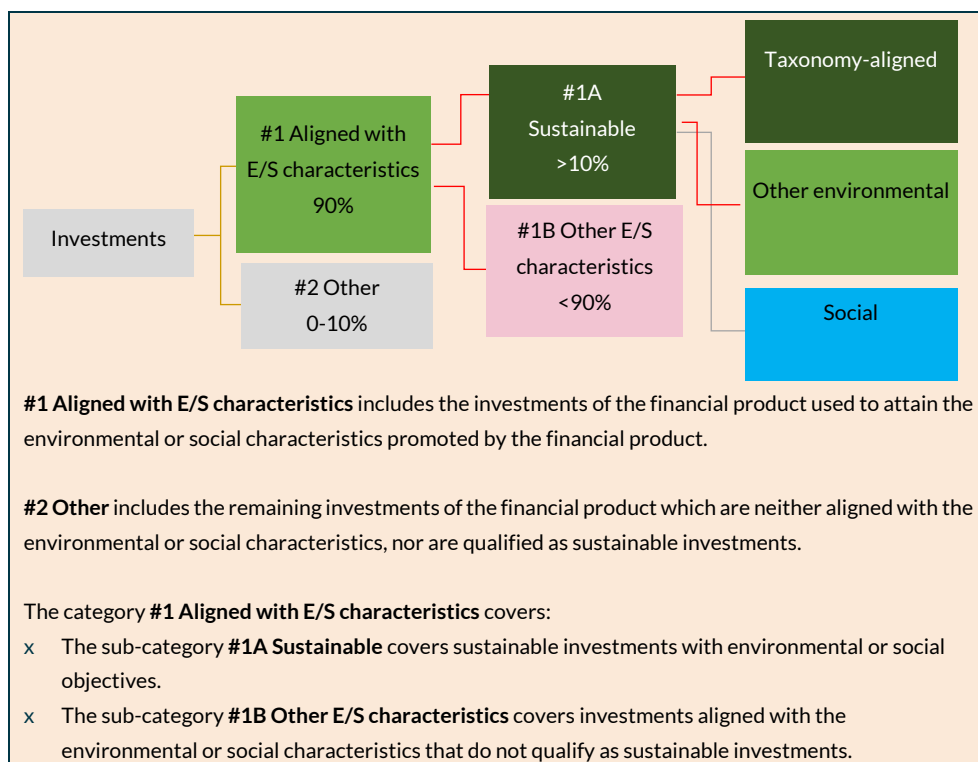 Investments
#1 Aligned with
E/S characteristics
90%
#2 Other
0-10%
#1A
Sustainable
>10%
#1B Other E/S
characteristics
<90%
Taxonomy-aligned
Other environmental
Social
#1 Aligned with E/S characteristics includes the investments of the financial product used to attain the
environmental or social characteristics promoted by the financial product.
#2 Other includes the remaining investments of the financial product which are neither aligned with the
environmental or social characteristics, nor are qualified as sustainable investments.
The category #1 Aligned with E/S characteristics covers:
x The sub-category #1A Sustainable covers sustainable investments with environmental or social
objectives.
x The sub-category #1B Other E/S characteristics covers investments aligned with the
environmental or social characteristics that do not qualify as sustainable investments.